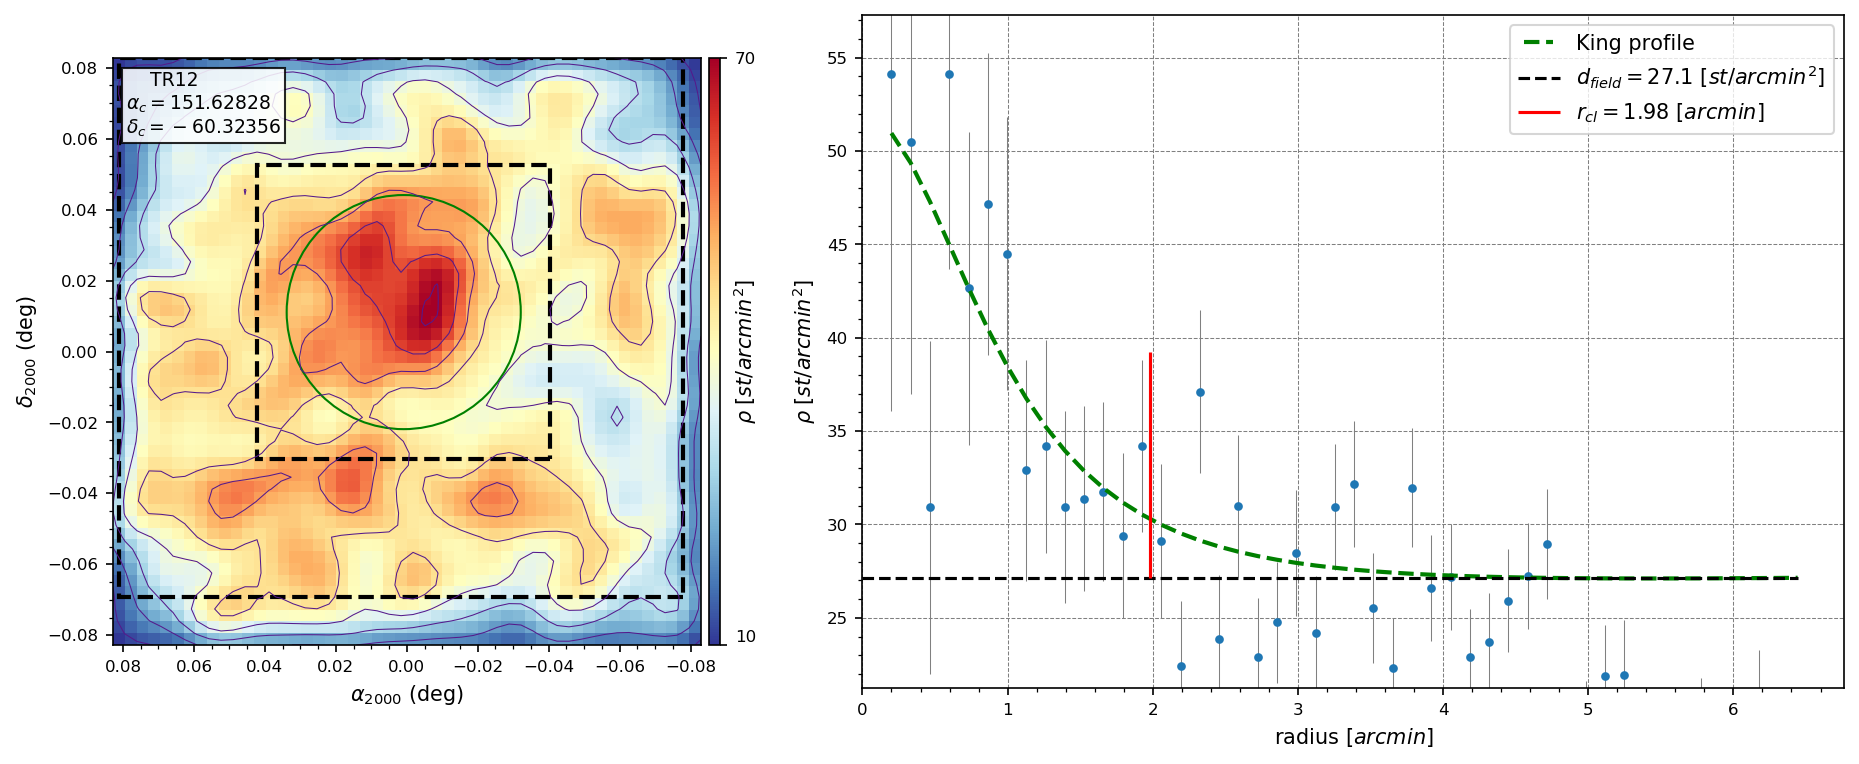 TR12
α_c = 151.62828
δ_c = −60.32356
0.08
0.06
0.04
0.02
0.00
−0.02
−0.04
−0.06
−0.08
δ_2000 (deg)
0.08 0.06 0.04 0.02 0.00 −0.02 −0.04 −0.06 −0.08
α_2000 (deg)
70
10
ρ [st/arcmin²]
King profile
d_field = 27.1 [st/arcmin²]
r_cl = 1.98 [arcmin]
55
50
45
40
35
30
25
ρ [st/arcmin²]
0 1 2 3 4 5 6
radius [arcmin]